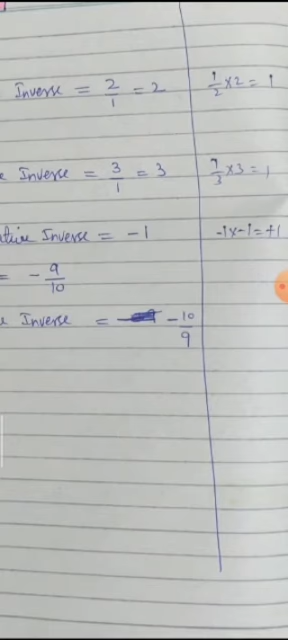 Inverse = 2/1 = 2 1/2 x 2 = 1
e Inverse = 3/1 = 3 1/3 x 3 = 1
ative Inverse = -1 -1 x -1 = +1
= -9/10
e Inverse = -10/9